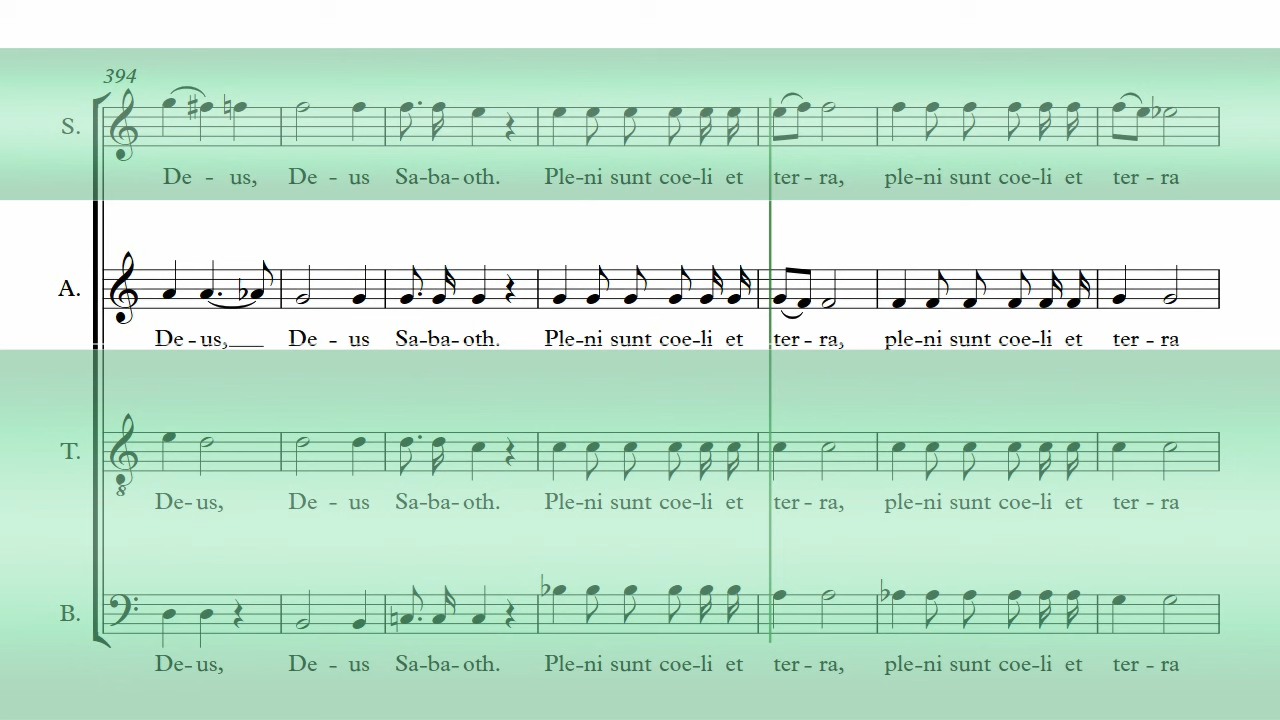 394
S.
De - us, De - us Sa-ba-oth. Ple-ni sunt coe-li et ter-ra, ple-ni sunt coe-li et ter-ra
A.
De-us, De - us Sa-ba-oth. Ple-ni sunt coe-li et ter-ra, ple-ni sunt coe-li et ter-ra
T.
8
De-us, De - us Sa-ba-oth. Ple-ni sunt coe-li et ter-ra, ple-ni sunt coe-li et ter-ra
B.
De-us, De - us Sa-ba-oth. Ple-ni sunt coe-li et ter-ra, ple-ni sunt coe-li et ter-ra